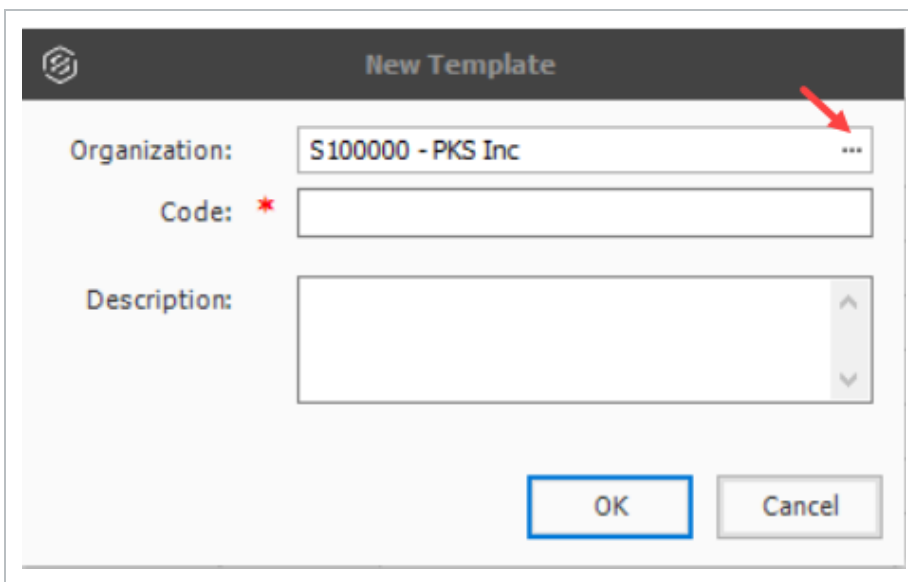 New Template
Organization: S100000 - PKS Inc ...
Code: *
Description:
OK Cancel